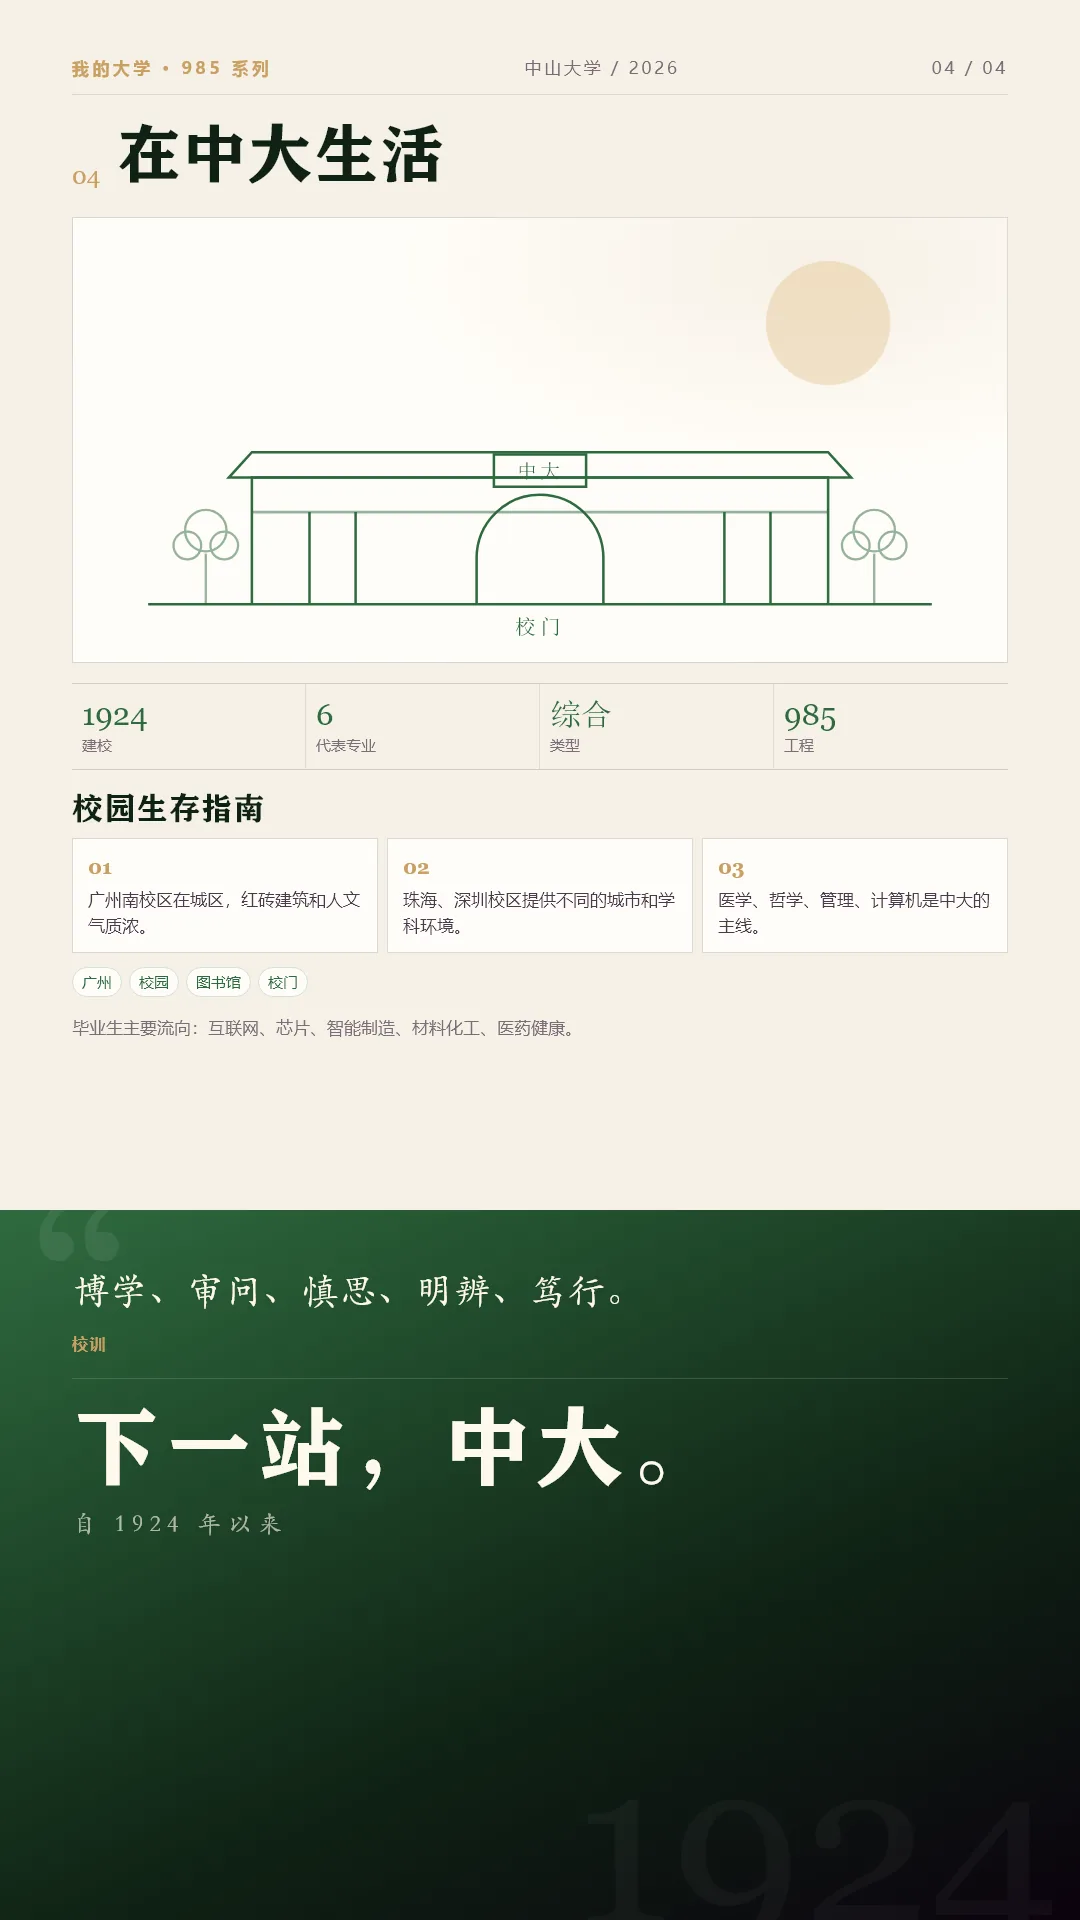 我的大学 • 985 系列
中山大学 / 2026
04 / 04
04 在中大生活
中大
校门
1924
建校
6
代表专业
综合
类型
985
工程
校园生存指南
01
广州南校区在城区，红砖建筑和人文
气质浓。
02
珠海、深圳校区提供不同的城市和学
科环境。
03
医学、哲学、管理、计算机是中大的
主线。
广州
校园
图书馆
校门
毕业生主要流向：互联网、芯片、智能制造、材料化工、医药健康。
“
博学、审问、慎思、明辨、笃行。
校训
下一站，中大。
自 1924 年以来
1924